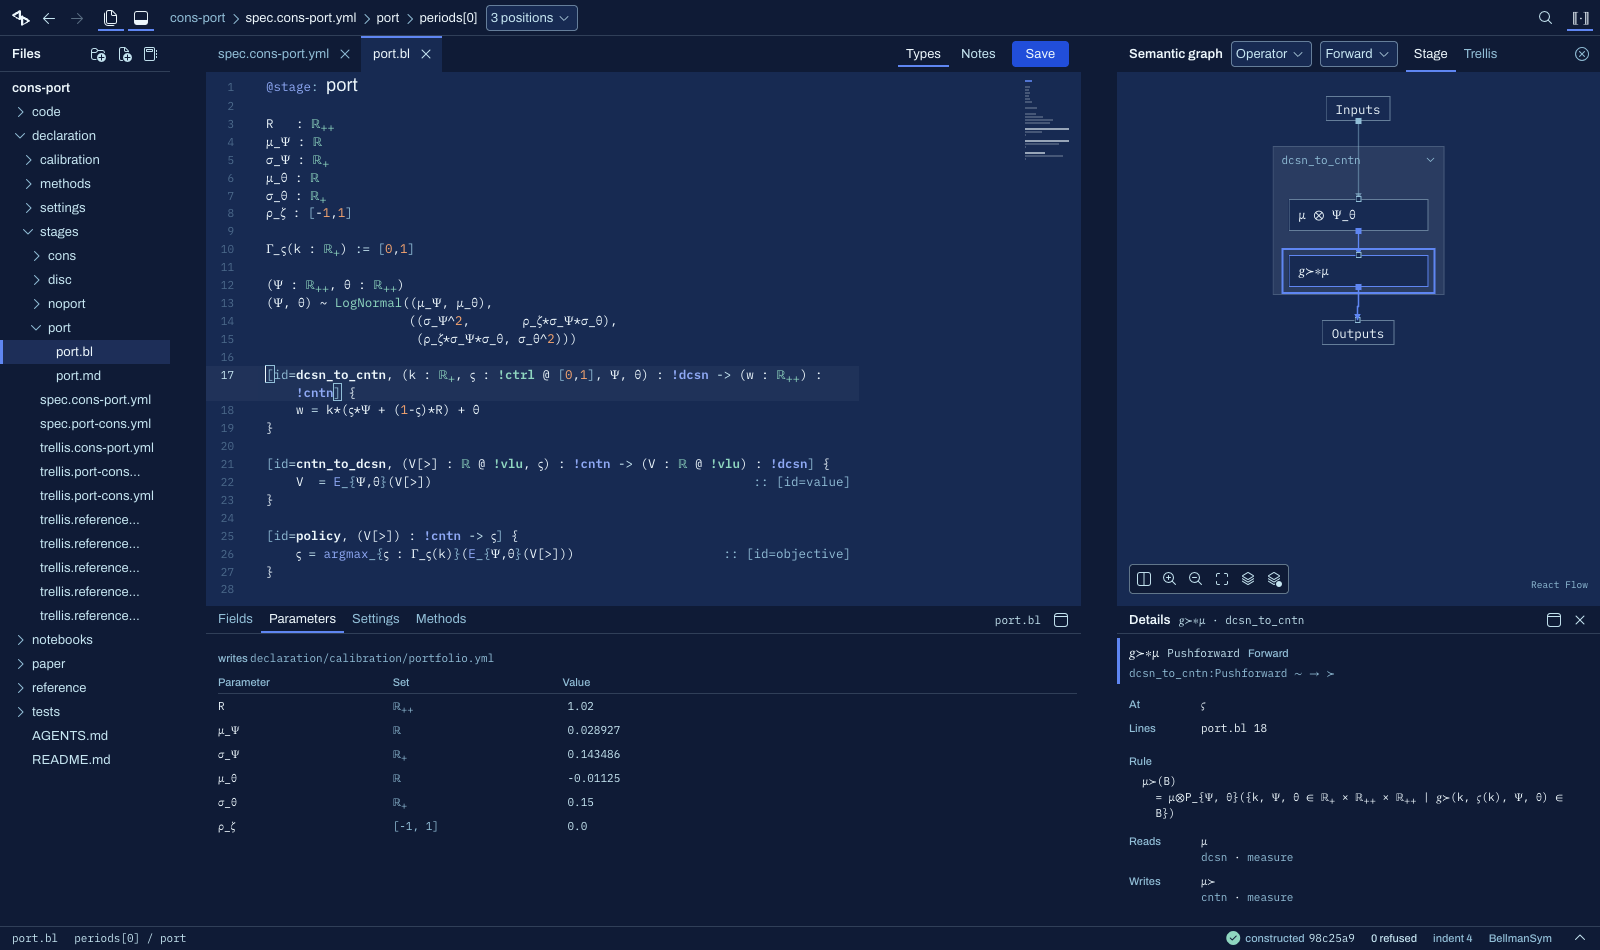 cons-port > spec.cons-port.yml > port > periods[0] 3 positions
Files
cons-port
code
declaration
calibration
methods
settings
stages
cons
disc
noport
port
port.bl
port.md
spec.cons-port.yml
spec.port-cons.yml
trellis.cons-port.yml
trellis.port-cons...
trellis.port-cons.yml
trellis.reference...
trellis.reference...
trellis.reference...
trellis.reference...
trellis.reference...
notebooks
paper
reference
tests
AGENTS.md
README.md
spec.cons-port.yml port.bl Types Notes Save
1 @stage: port
2
3 R   : ℝ₊₊
4 μ_Ψ : ℝ
5 σ_Ψ : ℝ₊
6 μ_θ : ℝ
7 σ_θ : ℝ₊
8 ρ_ζ : [-1,1]
9
10 Γ_ς(k : ℝ₊) := [0,1]
11
12 (Ψ : ℝ₊₊, θ : ℝ₊₊)
13 (Ψ, θ) ~ LogNormal((μ_Ψ, μ_θ),
14 ((σ_Ψ^2,       ρ_ζ*σ_Ψ*σ_θ),
15 (ρ_ζ*σ_Ψ*σ_θ, σ_θ^2)))
16
17 [id=dcsn_to_cntn, (k : ℝ₊, ς : !ctrl @ [0,1], Ψ, θ) : !dcsn -> (w : ℝ₊₊) :
!cntn] {
18 w = k*(ς*Ψ + (1-ς)*R) + θ
19 }
20
21 [id=cntn_to_dcsn, (V[>] : ℝ @ !vlu, ς) : !cntn -> (V : ℝ @ !vlu) : !dcsn] {
22 V  = E_{Ψ,θ}(V[>]) :: [id=value]
23 }
24
25 [id=policy, (V[>]) : !cntn -> ς] {
26 ς = argmax_{ς : Γ_ς(k)}(E_{Ψ,θ}(V[>])) :: [id=objective]
27 }
28
Fields Parameters Settings Methods port.bl
writes declaration/calibration/portfolio.yml
Parameter Set Value
R ℝ₊₊ 1.02
μ_Ψ ℝ 0.028927
σ_Ψ ℝ₊ 0.143486
μ_θ ℝ -0.01125
σ_θ ℝ₊ 0.15
ρ_ζ [-1, 1] 0.0
Semantic graph Operator Forward Stage Trellis
Inputs
dcsn_to_cntn
μ ⊗ Ψ_θ
g≻∗μ
Outputs
React Flow
Details g≻∗μ · dcsn_to_cntn
g≻∗μ Pushforward Forward
dcsn_to_cntn:Pushforward ~ → ≻
At ς
Lines port.bl 18
Rule
μ≻(B)
= μ⊗P_{Ψ, θ}({k, Ψ, θ ∈ ℝ₊ × ℝ₊₊ × ℝ₊₊ | g≻(k, ς(k), Ψ, θ) ∈
B})
Reads μ
dcsn · measure
Writes μ≻
cntn · measure
port.bl periods[0] / port constructed 98c25a9 0 refused indent 4 BellmanSym